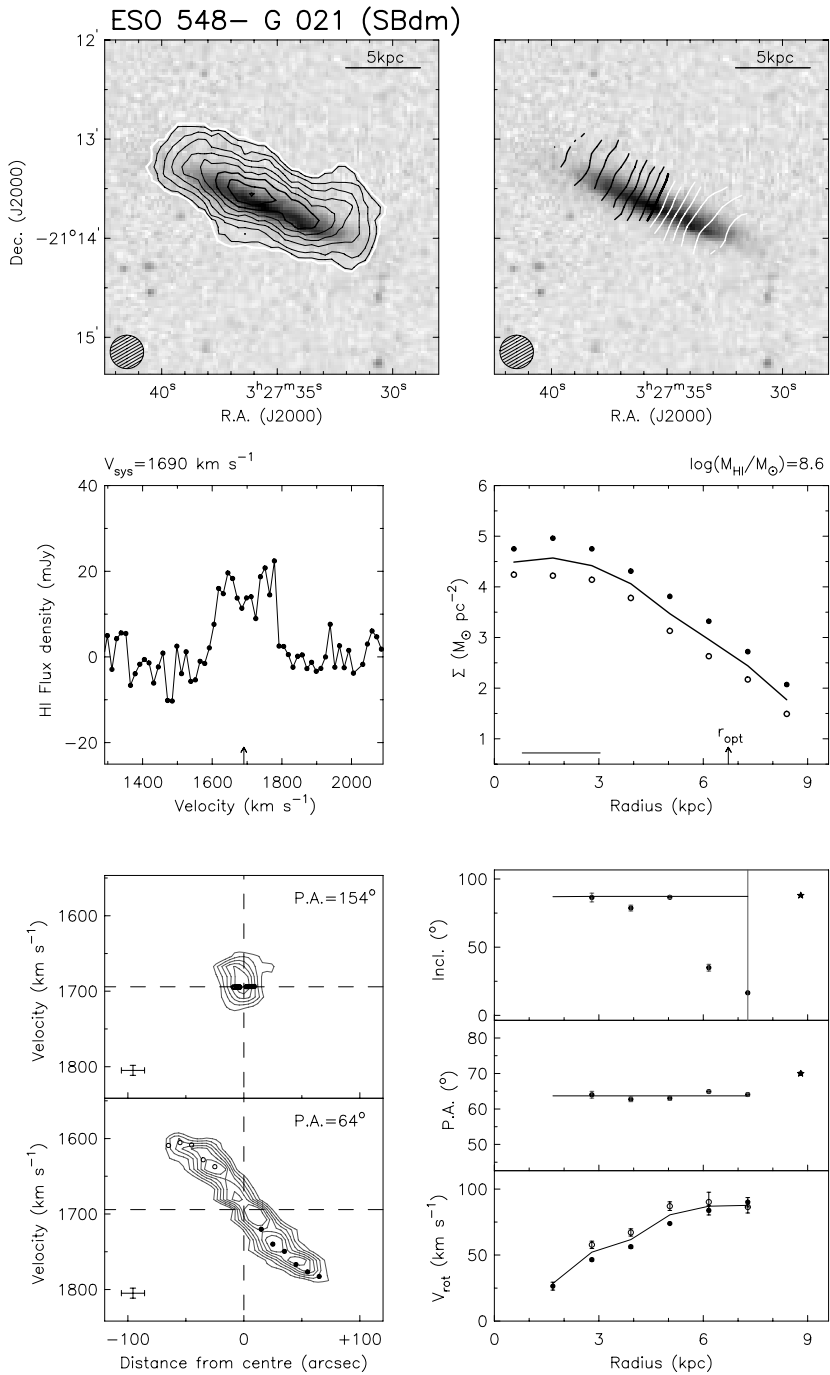 ESO 548– G 021 (SBdm)
5kpc
5kpc
12'
13'
−21°14'
15'
Dec. (J2000)
40ˢ 3ʰ27ᵐ35ˢ 30ˢ
40ˢ 3ʰ27ᵐ35ˢ 30ˢ
R.A. (J2000)
R.A. (J2000)
Vsys=1690 km s⁻¹
log(M_HI/M⊙)=8.6
40
20
0
−20
HI Flux density (mJy)
1400 1600 1800 2000
Velocity (km s⁻¹)
6
5
4
3
2
1
Σ (M⊙ pc⁻²)
r_opt
0 3 6 9
Radius (kpc)
P.A.=154°
1600
1700
1800
Velocity (km s⁻¹)
P.A.=64°
1600
1700
1800
Velocity (km s⁻¹)
−100 0 +100
Distance from centre (arcsec)
100
50
0
Incl. (°)
80
70
60
50
P.A. (°)
100
50
0
V_rot (km s⁻¹)
0 3 6 9
Radius (kpc)